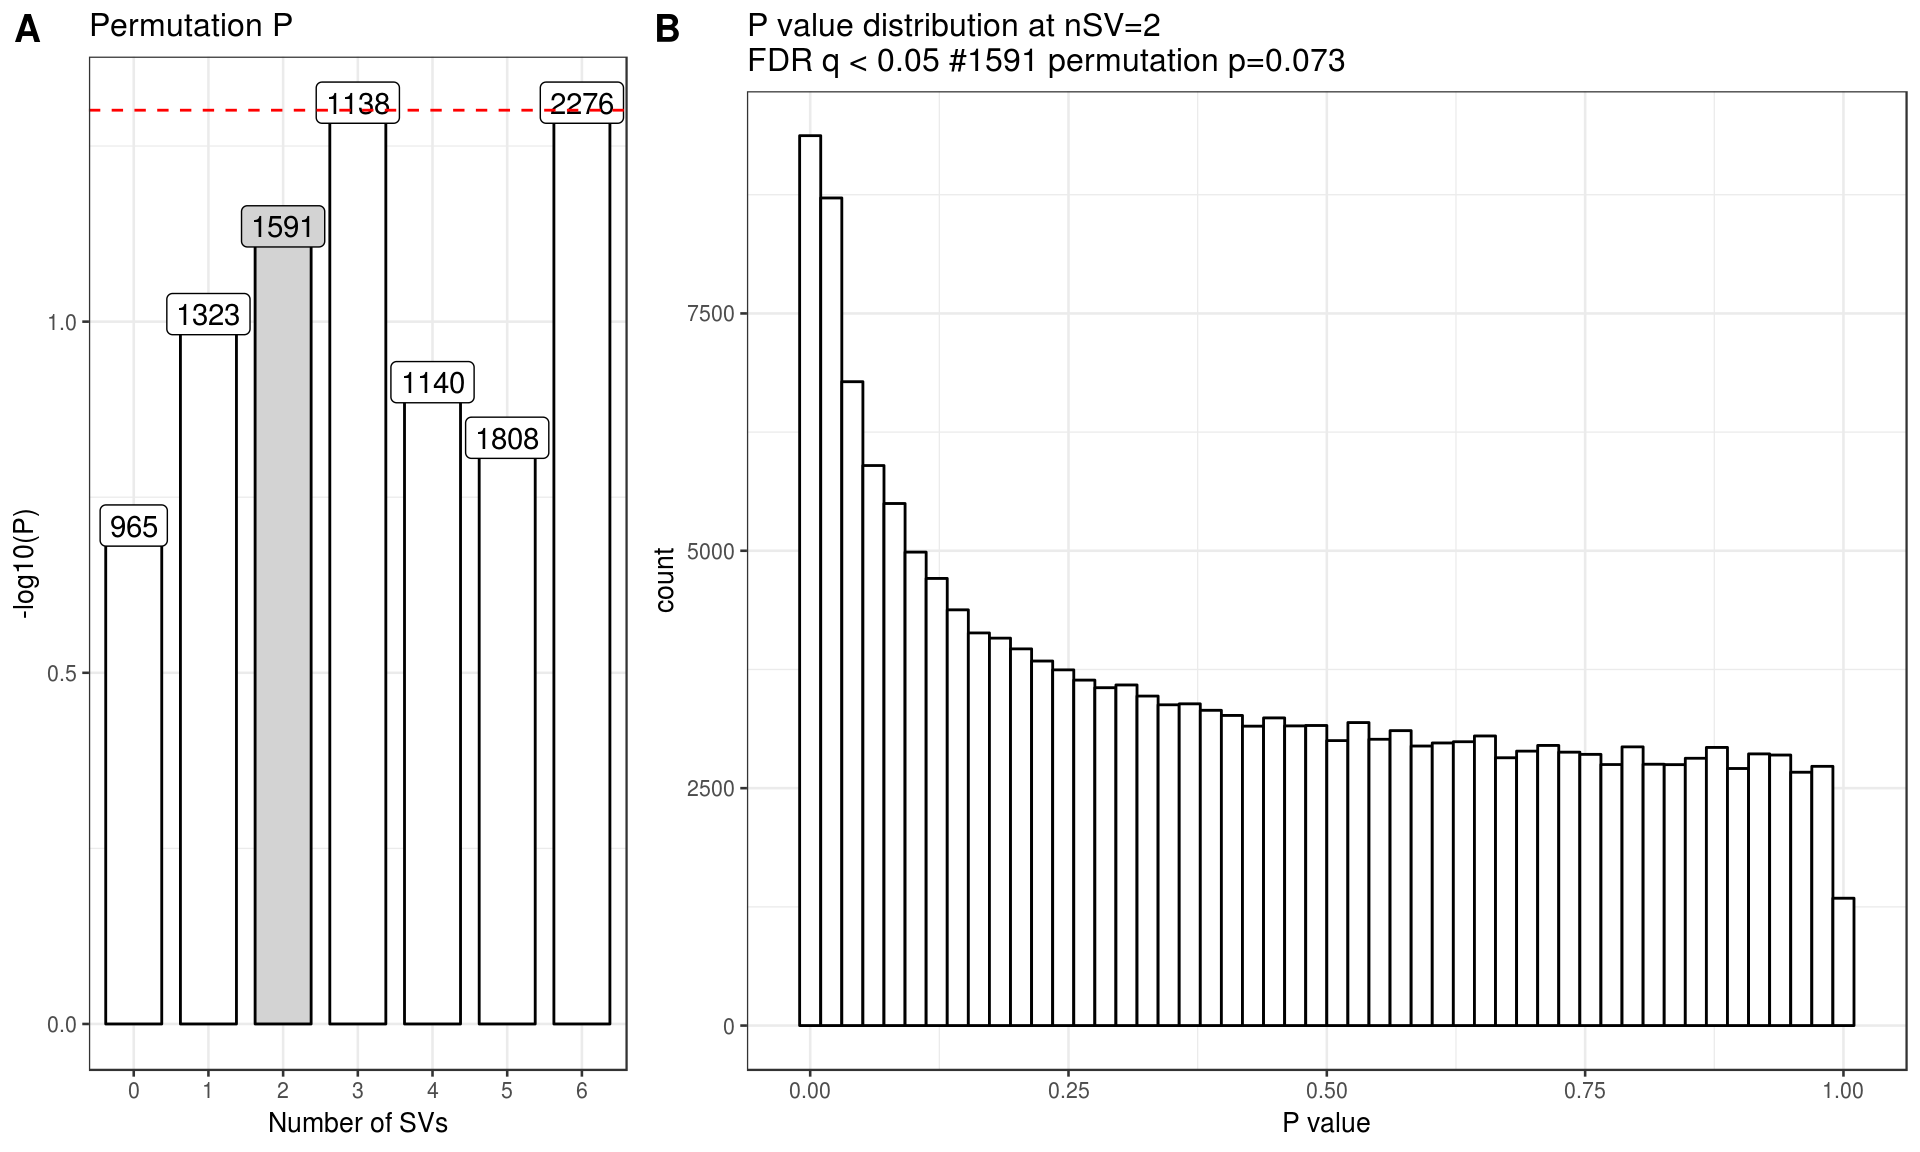 A
Permutation P
-log10(P)
1.0
0.5
0.0
965
1323
1591
1138
1140
1808
2276
0 1 2 3 4 5 6
Number of SVs
B
P value distribution at nSV=2
FDR q < 0.05 #1591 permutation p=0.073
count
7500
5000
2500
0
0.00 0.25 0.50 0.75 1.00
P value